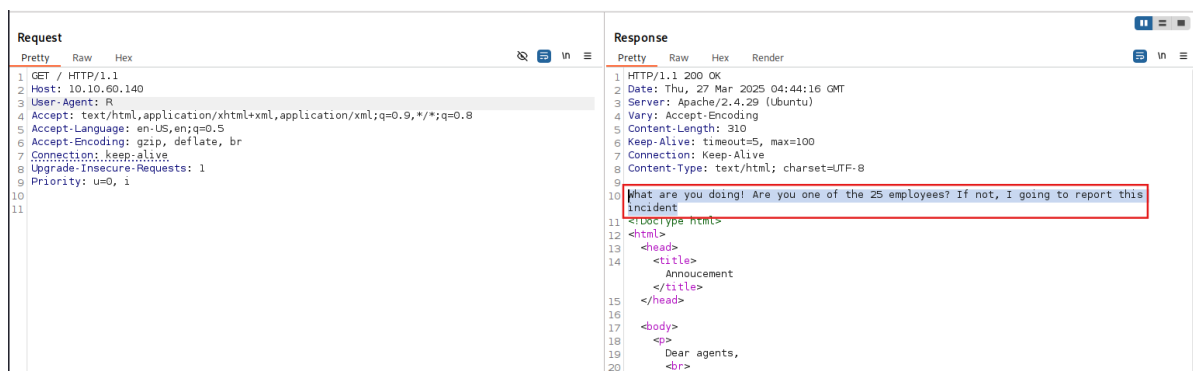 Request
Pretty Raw Hex
\n
1 GET / HTTP/1.1
2 Host: 10.10.60.140
3 User-Agent: R
4 Accept: text/html,application/xhtml+xml,application/xml;q=0.9,*/*;q=0.8
5 Accept-Language: en-US,en;q=0.5
6 Accept-Encoding: gzip, deflate, br
7 Connection: keep-alive
8 Upgrade-Insecure-Requests: 1
9 Priority: u=0, i
10
11
Response
Pretty Raw Hex Render
\n
1 HTTP/1.1 200 OK
2 Date: Thu, 27 Mar 2025 04:44:16 GMT
3 Server: Apache/2.4.29 (Ubuntu)
4 Vary: Accept-Encoding
5 Content-Length: 310
6 Keep-Alive: timeout=5, max=100
7 Connection: Keep-Alive
8 Content-Type: text/html; charset=UTF-8
9
10 What are you doing! Are you one of the 25 employees? If not, I going to report this
incident
11 <!DocType html>
12 <html>
13 <head>
14 <title>
Annoucement
</title>
15 </head>
16
17 <body>
18 <p>
19 Dear agents,
20 <br>